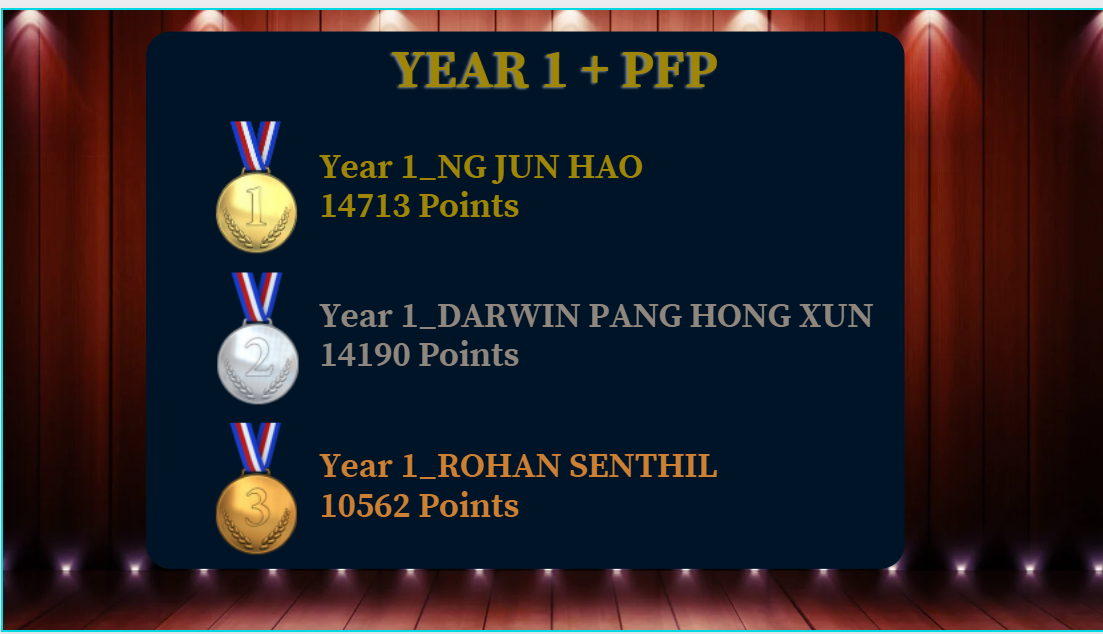 YEAR 1 + PFP
1
Year 1_NG JUN HAO
14713 Points
2
Year 1_DARWIN PANG HONG XUN
14190 Points
3
Year 1_ROHAN SENTHIL
10562 Points